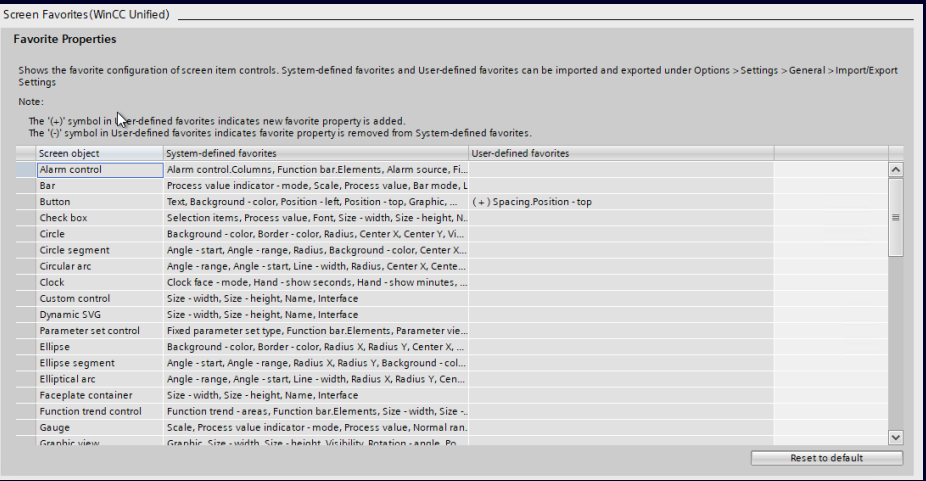 Screen Favorites (WinCC Unified)
Favorite Properties
Shows the favorite configuration of screen item controls. System-defined favorites and User-defined favorites can be imported and exported under Options > Settings > General > Import/Export
Settings
Note:
The '(+)' symbol in User-defined favorites indicates new favorite property is added.
The '(-)' symbol in User-defined favorites indicates favorite property is removed from System-defined favorites.
Screen object System-defined favorites User-defined favorites
Alarm control Alarm control.Columns, Function bar.Elements, Alarm source, Fi...
Bar Process value indicator - mode, Scale, Process value, Bar mode, L
Button Text, Background - color, Position - left, Position - top, Graphic, ... (+) Spacing.Position - top
Check box Selection items, Process value, Font, Size - width, Size - height, N..
Circle Background - color, Border - color, Radius, Center X, Center Y, Vi...
Circle segment Angle - start, Angle - range, Radius, Background - color, Center X...
Circular arc Angle - range, Angle - start, Line - width, Radius, Center X, Cente...
Clock Clock face - mode, Hand - show seconds, Hand - show minutes, ...
Custom control Size - width, Size - height, Name, Interface
Dynamic SVG Size - width, Size - height, Name, Interface
Parameter set control Fixed parameter set type, Function bar.Elements, Parameter vie...
Ellipse Background - color, Border - color, Radius X, Radius Y, Center X, ...
Ellipse segment Angle - start, Angle - range, Radius X, Radius Y, Background - col...
Elliptical arc Angle - range, Angle - start, Line - width, Radius X, Radius Y, Cen...
Faceplate container Size - width, Size - height, Name, Interface
Function trend control Function trend - areas, Function bar.Elements, Size - width, Size -..
Gauge Scale, Process value indicator - mode, Process value, Normal ran.
Graphic view Graphic, Size - width, Size - height, Visibility, Rotation - angle, Po
Reset to default